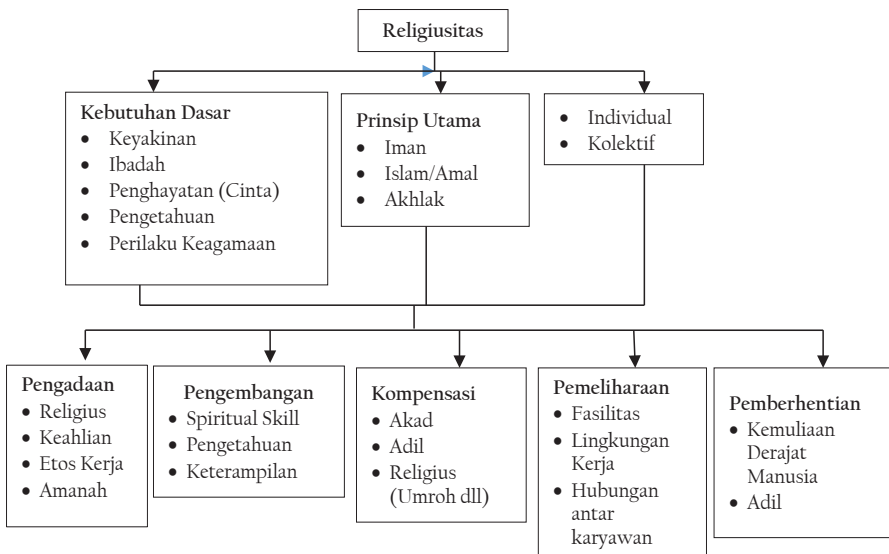 Religiusitas
Kebutuhan Dasar
• Keyakinan
• Ibadah
• Penghayatan (Cinta)
• Pengetahuan
• Perilaku Keagamaan
Prinsip Utama
• Iman
• Islam/Amal
• Akhlak
• Individual
• Kolektif
Pengadaan
• Religius
• Keahlian
• Etos Kerja
• Amanah
Pengembangan
• Spiritual Skill
• Pengetahuan
• Keterampilan
Kompensasi
• Akad
• Adil
• Religius
(Umroh dll)
Pemeliharaan
• Fasilitas
• Lingkungan
Kerja
• Hubungan
antar
karyawan
Pemberhentian
• Kemuliaan
Derajat
Manusia
• Adil